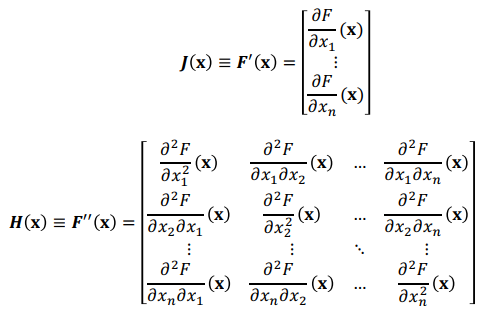 J(x) ≡ F′(x) = [ ∂F/∂x₁ (x) ⋮ ∂F/∂xₙ (x) ]
H(x) ≡ F′′(x) = [ ∂²F/∂x₁² (x) ∂²F/∂x₁∂x₂ (x) … ∂²F/∂x₁∂xₙ (x)
∂²F/∂x₂∂x₁ (x) ∂²F/∂x₂² (x) … ∂²F/∂x₂∂xₙ (x)
⋮ ⋮ ⋱ ⋮
∂²F/∂xₙ∂x₁ (x) ∂²F/∂xₙ∂x₂ (x) … ∂²F/∂xₙ² (x) ]